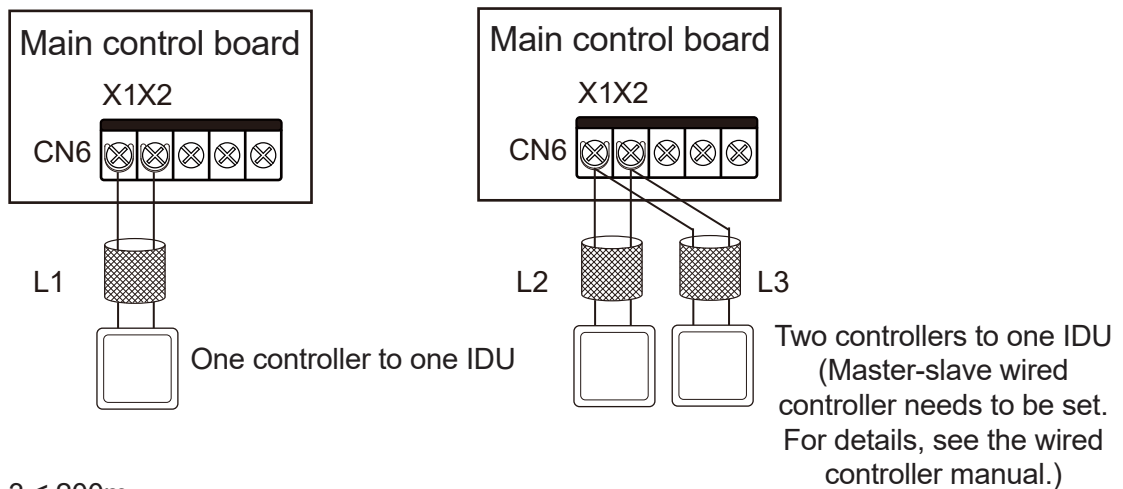 Main control board
X1X2
CN6
L1
One controller to one IDU
Main control board
X1X2
CN6
L2
L3
Two controllers to one IDU
(Master-slave wired
controller needs to be set.
For details, see the wired
controller manual.)